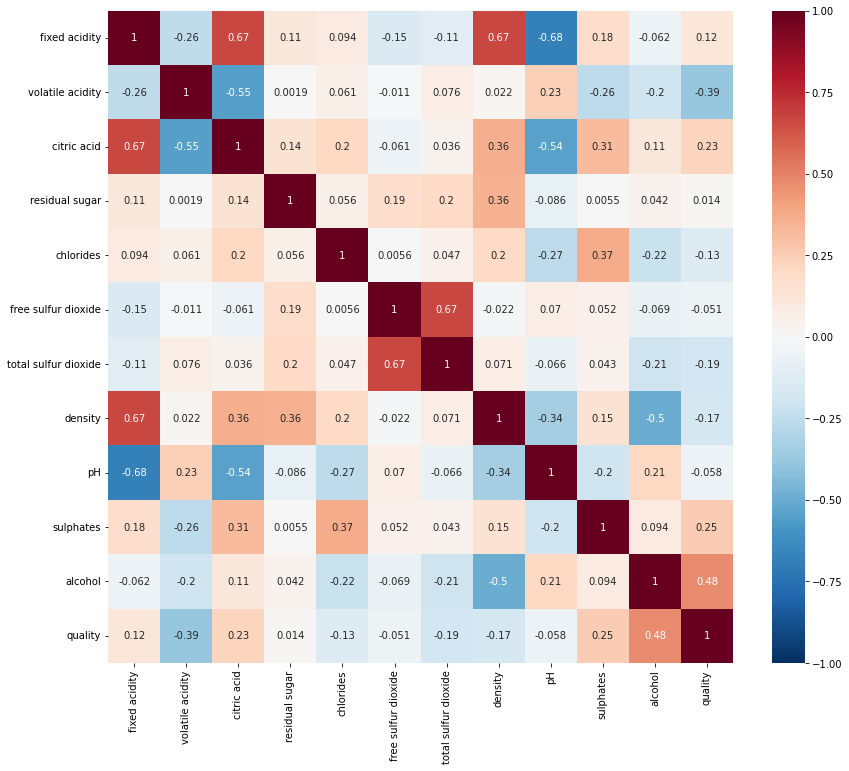 fixed acidity 1 -0.26 0.67 0.11 0.094 -0.15 -0.11 0.67 -0.68 0.18 -0.062 0.12
volatile acidity -0.26 1 -0.55 0.0019 0.061 -0.011 0.076 0.022 0.23 -0.26 -0.2 -0.39
citric acid 0.67 -0.55 1 0.14 0.2 -0.061 0.036 0.36 -0.54 0.31 0.11 0.23
residual sugar 0.11 0.0019 0.14 1 0.056 0.19 0.2 0.36 -0.086 0.0055 0.042 0.014
chlorides 0.094 0.061 0.2 0.056 1 0.0056 0.047 0.2 -0.27 0.37 -0.22 -0.13
free sulfur dioxide -0.15 -0.011 -0.061 0.19 0.0056 1 0.67 -0.022 0.07 0.052 -0.069 -0.051
total sulfur dioxide -0.11 0.076 0.036 0.2 0.047 0.67 1 0.071 -0.066 0.043 -0.21 -0.19
density 0.67 0.022 0.36 0.36 0.2 -0.022 0.071 1 -0.34 0.15 -0.5 -0.17
pH -0.68 0.23 -0.54 -0.086 -0.27 0.07 -0.066 -0.34 1 -0.2 0.21 -0.058
sulphates 0.18 -0.26 0.31 0.0055 0.37 0.052 0.043 0.15 -0.2 1 0.094 0.25
alcohol -0.062 -0.2 0.11 0.042 -0.22 -0.069 -0.21 -0.5 0.21 0.094 1 0.48
quality 0.12 -0.39 0.23 0.014 -0.13 -0.051 -0.19 -0.17 -0.058 0.25 0.48 1
fixed acidity
volatile acidity
citric acid
residual sugar
chlorides
free sulfur dioxide
total sulfur dioxide
density
pH
sulphates
alcohol
quality
1.00
0.75
0.50
0.25
0.00
−0.25
−0.50
−0.75
−1.00